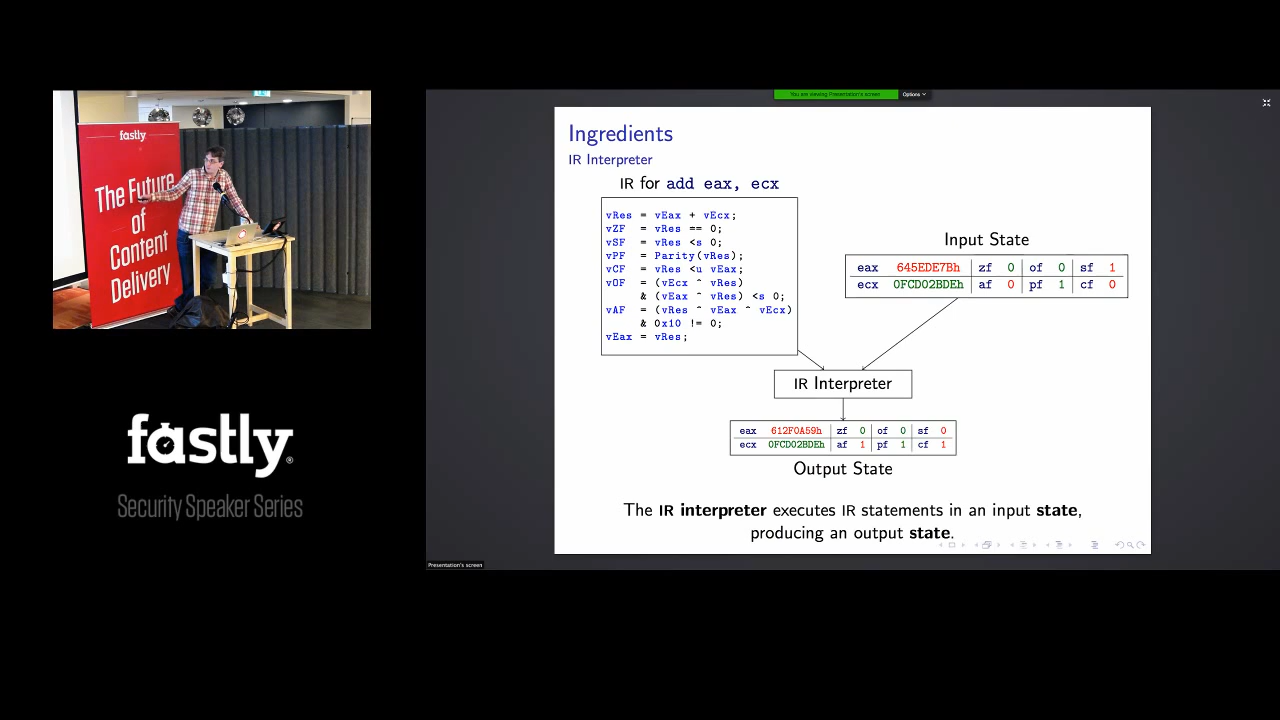 fastly
The Future
of
Content
Delivery
fastly
Security Speaker Series
You are viewing Presentation's screen
Options
Ingredients
IR Interpreter
IR for add eax, ecx
vRes = vEax + vEcx;
vZF = vRes == 0;
vSF = vRes <s 0;
vPF = Parity(vRes);
vCF = vRes <u vEax;
vOF = (vEcx ^ vRes)
& (vEax ^ vRes) <s 0;
vAF = (vRes ^ vEax ^ vEcx)
& 0x10 != 0;
vEax = vRes;
Input State
eax 645EDE7Bh zf 0 of 0 sf 1
ecx 0FCD02BDEh af 0 pf 1 cf 0
IR Interpreter
eax 612F0A59h zf 0 of 0 sf 0
ecx 0FCD02BDEh af 1 pf 1 cf 1
Output State
The IR interpreter executes IR statements in an input state,
producing an output state.
Presentation's screen